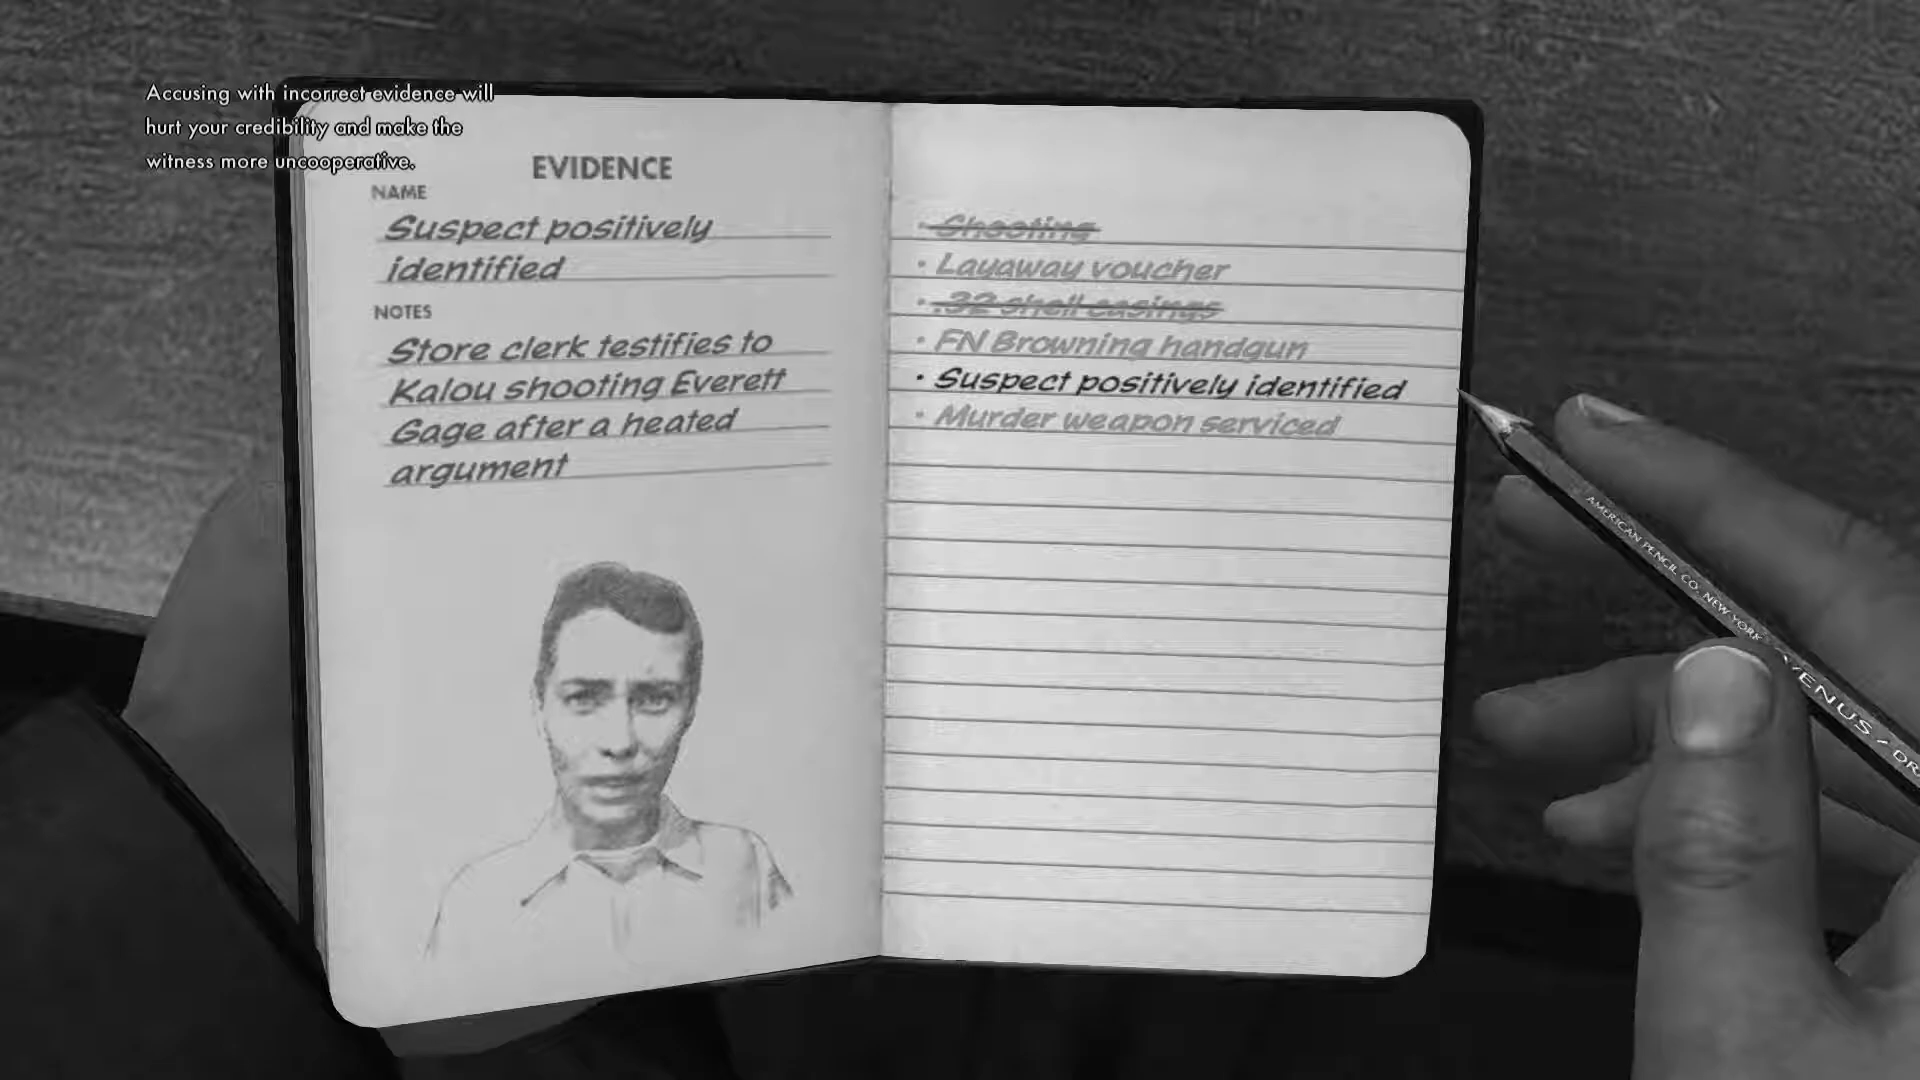 Accusing with incorrect evidence will
hurt your credibility and make the
witness more uncooperative.
EVIDENCE
NAME
Suspect positively
identified
NOTES
Store clerk testifies to
Kalou shooting Everett
Gage after a heated
argument
• Shooting
• Layaway voucher
• .32 shell casings
• FN Browning handgun
• Suspect positively identified
• Murder weapon serviced
AMERICAN PENCIL CO. NEW YORK
VENUS / DR